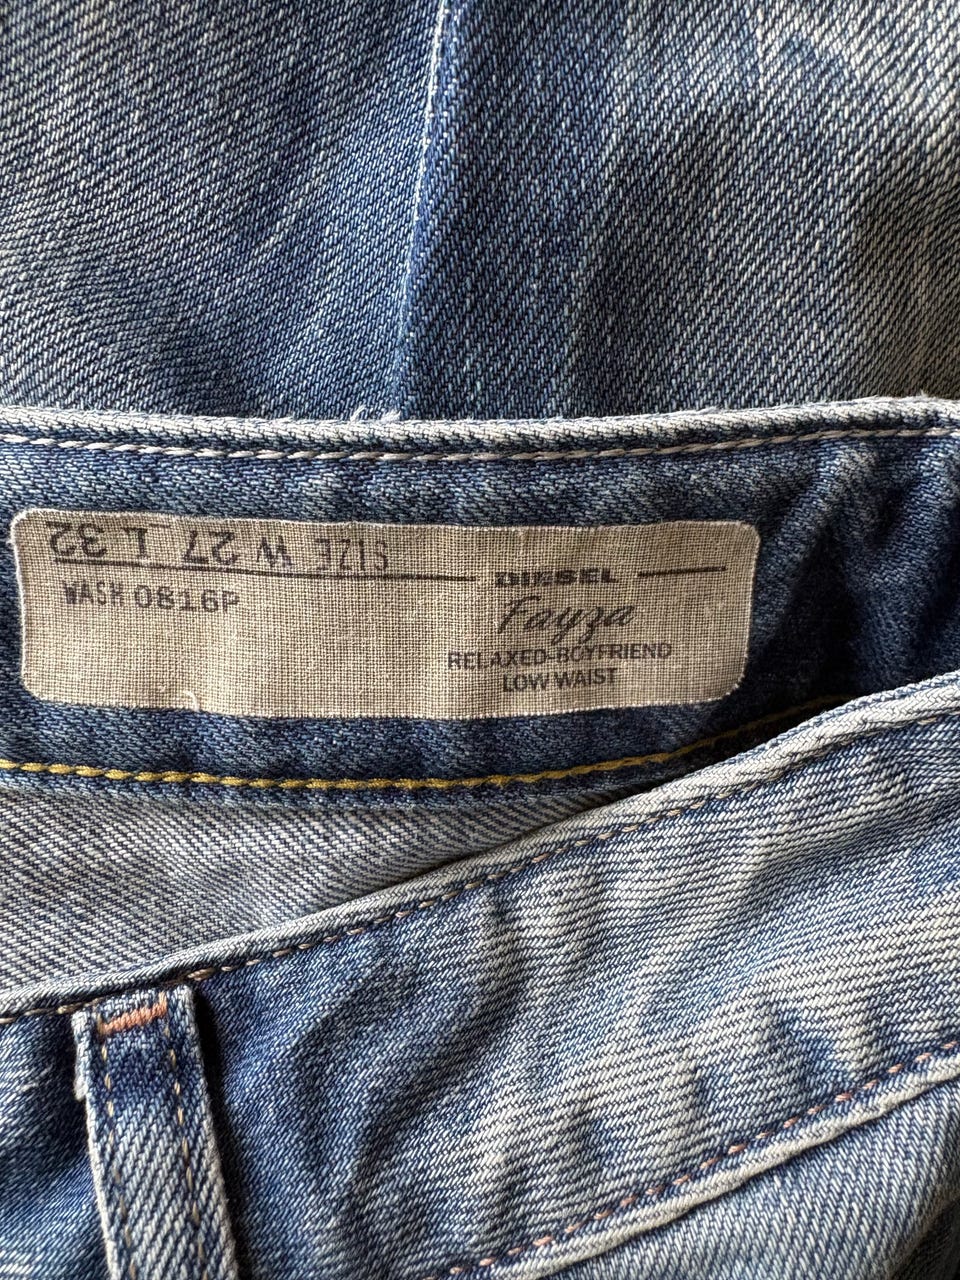 SIZE W 27 L 32
WASH 0816P
DIESEL
Fayza
RELAXED-BOYFRIEND
LOW WAIST